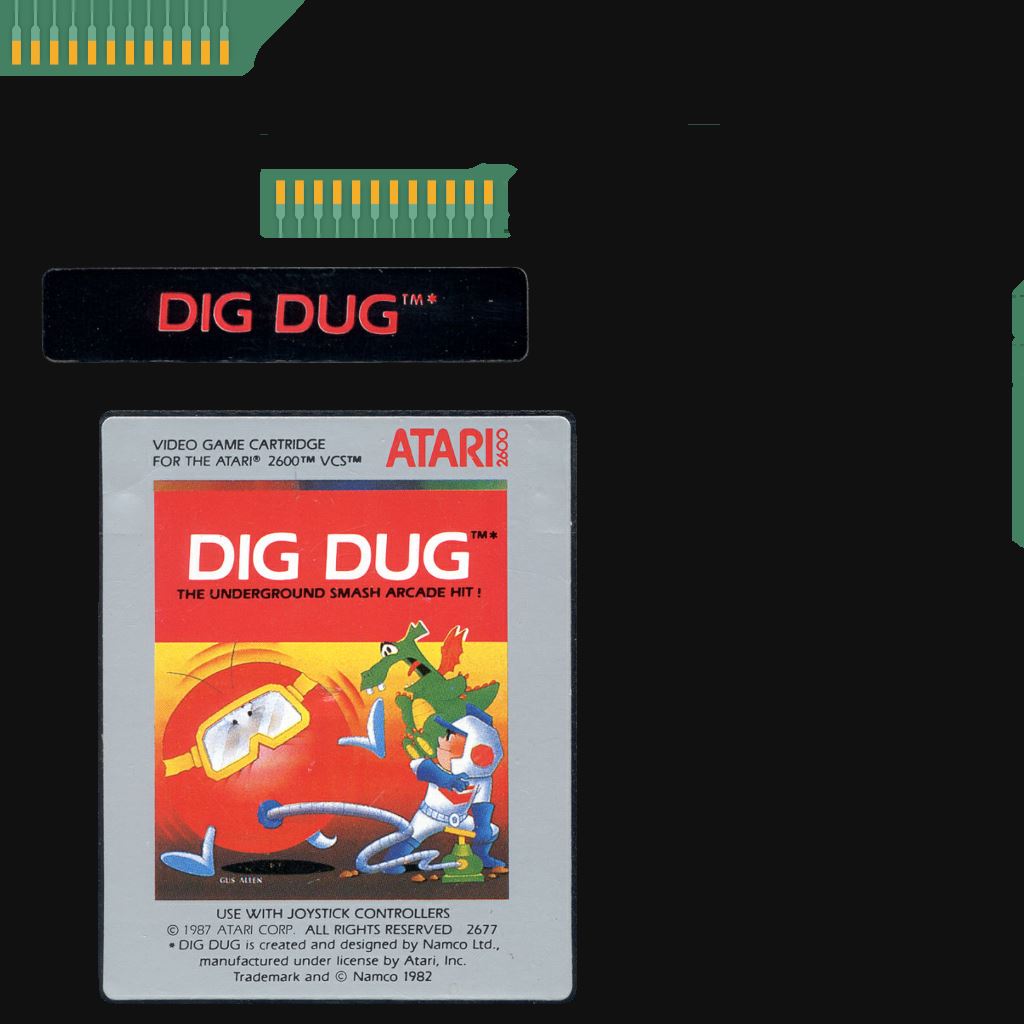 DIG DUG™*
VIDEO GAME CARTRIDGE
FOR THE ATARI® 2600™ VCS™
ATARI 2600
DIG DUG™*
THE UNDERGROUND SMASH ARCADE HIT !
GUS ALLEN
USE WITH JOYSTICK CONTROLLERS
© 1987 ATARI CORP. ALL RIGHTS RESERVED 2677
* DIG DUG is created and designed by Namco Ltd.,
manufactured under license by Atari, Inc.
Trademark and © Namco 1982